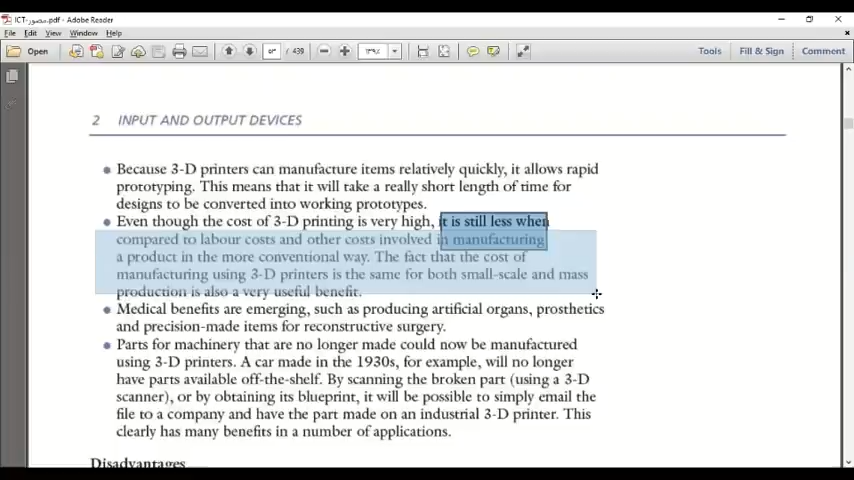 ICT-مصور.pdf - Adobe Reader
File Edit View Window Help
Open ٥٣ / 439 Tools Fill & Sign Comment
2 INPUT AND OUTPUT DEVICES
● Because 3-D printers can manufacture items relatively quickly, it allows rapid
prototyping. This means that it will take a really short length of time for
designs to be converted into working prototypes.
● Even though the cost of 3-D printing is very high, it is still less when
compared to labour costs and other costs involved in manufacturing
a product in the more conventional way. The fact that the cost of
manufacturing using 3-D printers is the same for both small-scale and mass
production is also a very useful benefit.
● Medical benefits are emerging, such as producing artificial organs, prosthetics
and precision-made items for reconstructive surgery.
● Parts for machinery that are no longer made could now be manufactured
using 3-D printers. A car made in the 1930s, for example, will no longer
have parts available off-the-shelf. By scanning the broken part (using a 3-D
scanner), or by obtaining its blueprint, it will be possible to simply email the
file to a company and have the part made on an industrial 3-D printer. This
clearly has many benefits in a number of applications.
Disadvantages